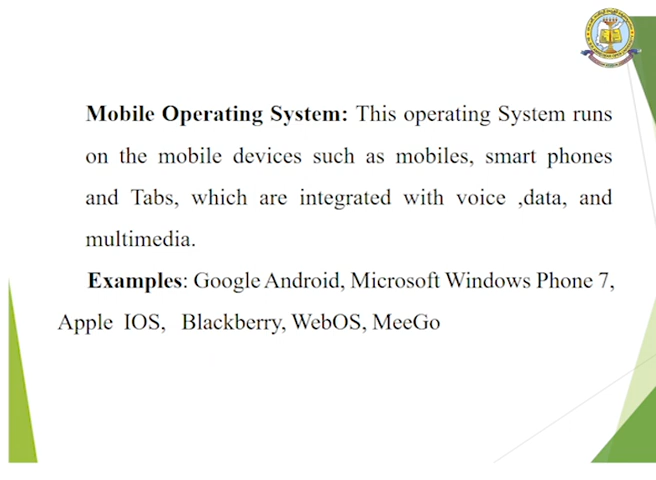 Mobile Operating System: This operating System runs
on the mobile devices such as mobiles, smart phones
and Tabs, which are integrated with voice ,data, and
multimedia.
Examples: Google Android, Microsoft Windows Phone 7,
Apple IOS, Blackberry, WebOS, MeeGo